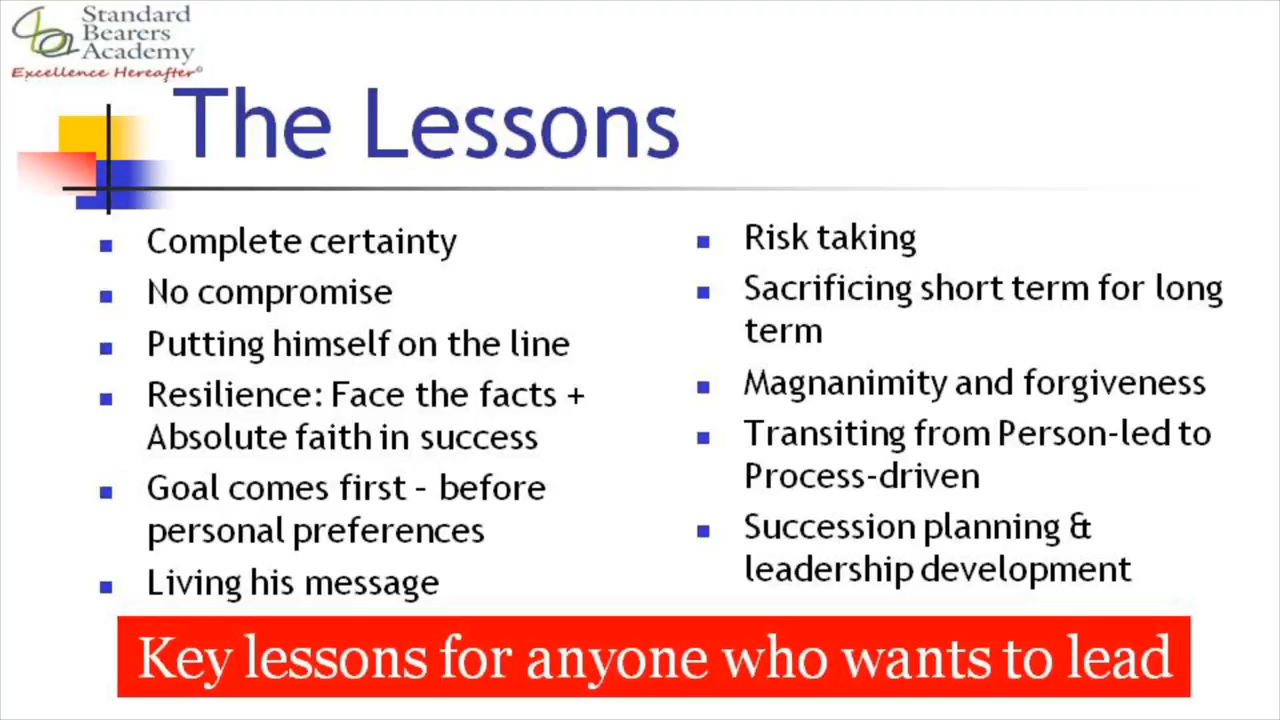 Standard
Bearers
Academy
Excellence Hereafter©
The Lessons
Complete certainty
No compromise
Putting himself on the line
Resilience: Face the facts +
Absolute faith in success
Goal comes first - before
personal preferences
Living his message
Risk taking
Sacrificing short term for long
term
Magnanimity and forgiveness
Transiting from Person-led to
Process-driven
Succession planning &
leadership development
Key lessons for anyone who wants to lead